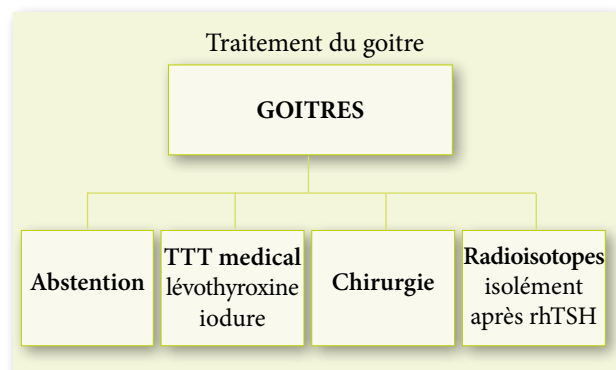 Traitement du goitre
GOITRES
Abstention
TTT medical
lévothyroxine
iodure
Chirurgie
Radioisotopes
isolément
après rhTSH